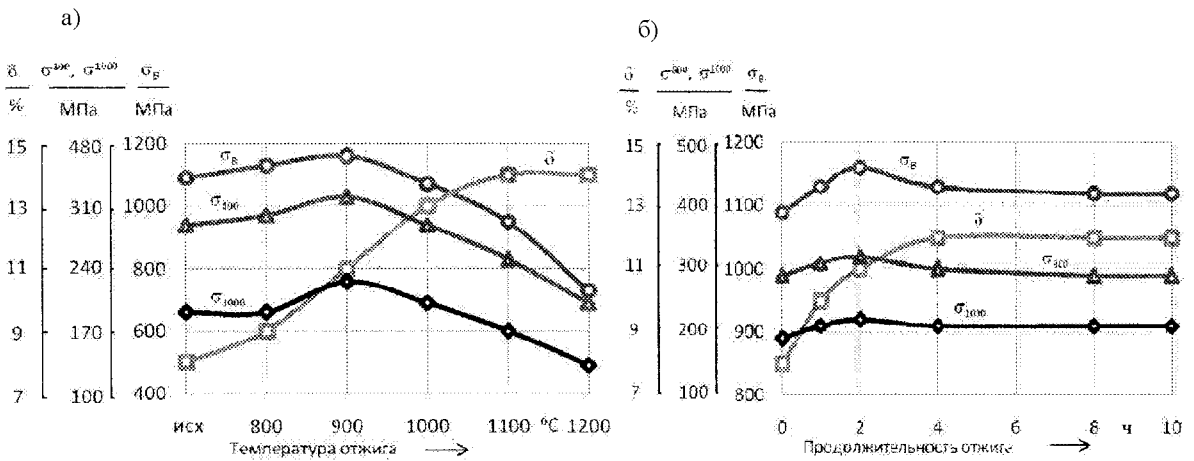 а)
δ/% σ⁴⁰⁰, σ¹⁰⁰⁰/МПа σв/МПа
15 480 1200
13 310 1000
11 240 800
9 170 600
7 100 400
σв
σ₄₀₀
σ₁₀₀₀
δ
исх 800 900 1000 1100 °C 1200
Температура отжига →
б)
δ/% σ¹⁰⁰⁰/МПа σв/МПа
15 500 1200
13 400 1100
11 300 1000
9 200 900
7 100 800
σв
δ
σ₄₀₀
σ₁₀₀₀
0 2 4 6 8 ч 10
Продолжительность отжига →